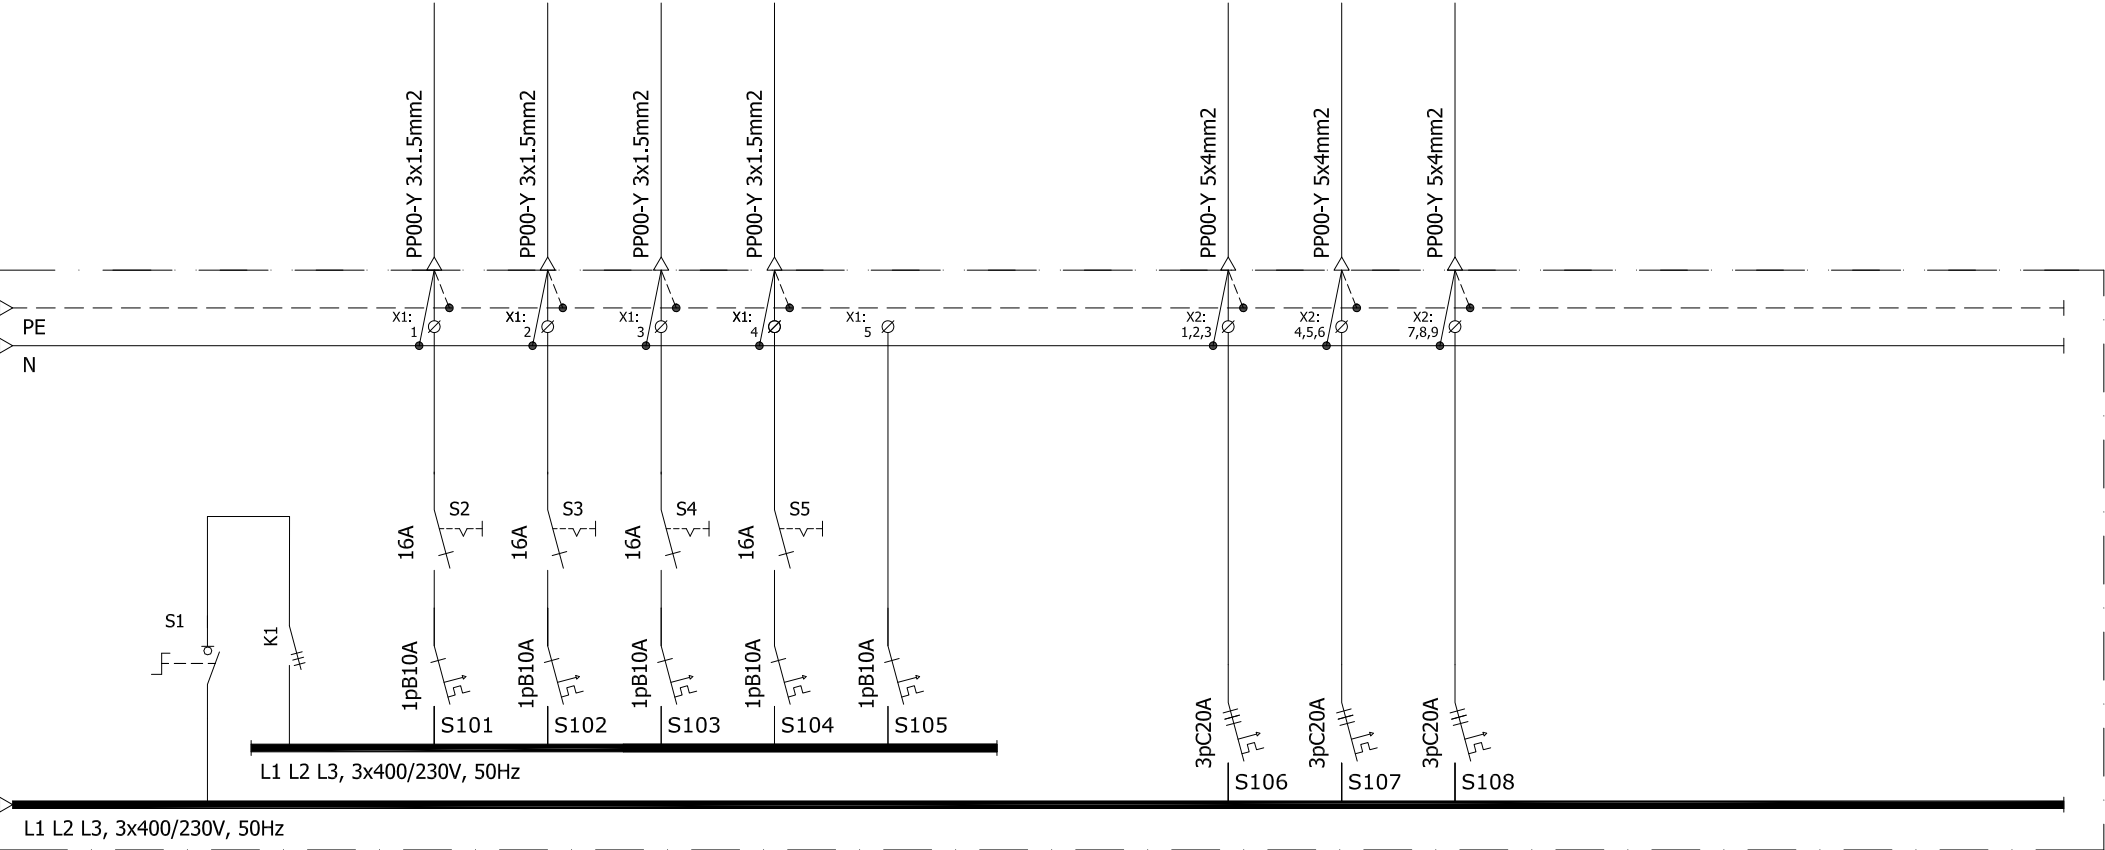 PP00-Y 3x1.5mm2
PP00-Y 3x1.5mm2
PP00-Y 3x1.5mm2
PP00-Y 3x1.5mm2
PP00-Y 5x4mm2
PP00-Y 5x4mm2
PP00-Y 5x4mm2
PE
N
X1:
1
X1:
2
X1:
3
X1:
4
X1:
5
X2:
1,2,3
X2:
4,5,6
X2:
7,8,9
S2
16A
S3
16A
S4
16A
S5
16A
S1
K1
1pB10A
S101
1pB10A
S102
1pB10A
S103
1pB10A
S104
1pB10A
S105
3pC20A
S106
3pC20A
S107
3pC20A
S108
L1 L2 L3, 3x400/230V, 50Hz
L1 L2 L3, 3x400/230V, 50Hz